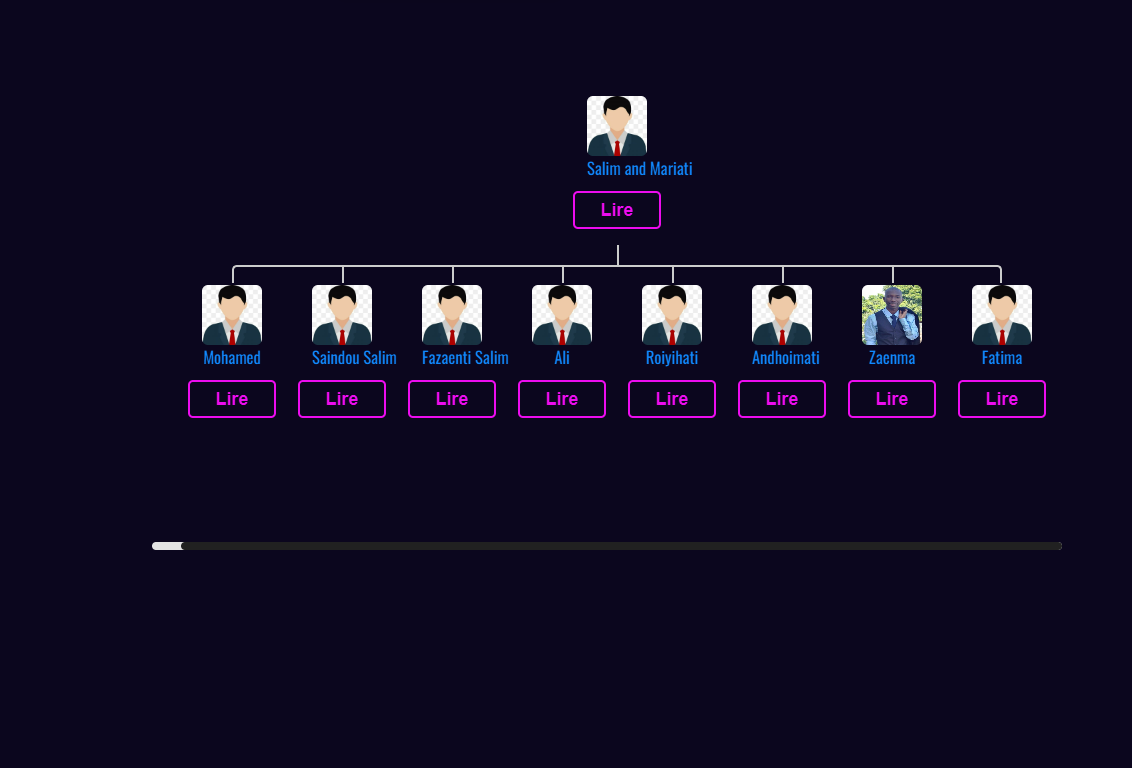 Salim and Mariati
Lire
Mohamed
Saindou Salim
Fazaenti Salim
Ali
Roiyihati
Andhoimati
Zaenma
Fatima
Lire
Lire
Lire
Lire
Lire
Lire
Lire
Lire